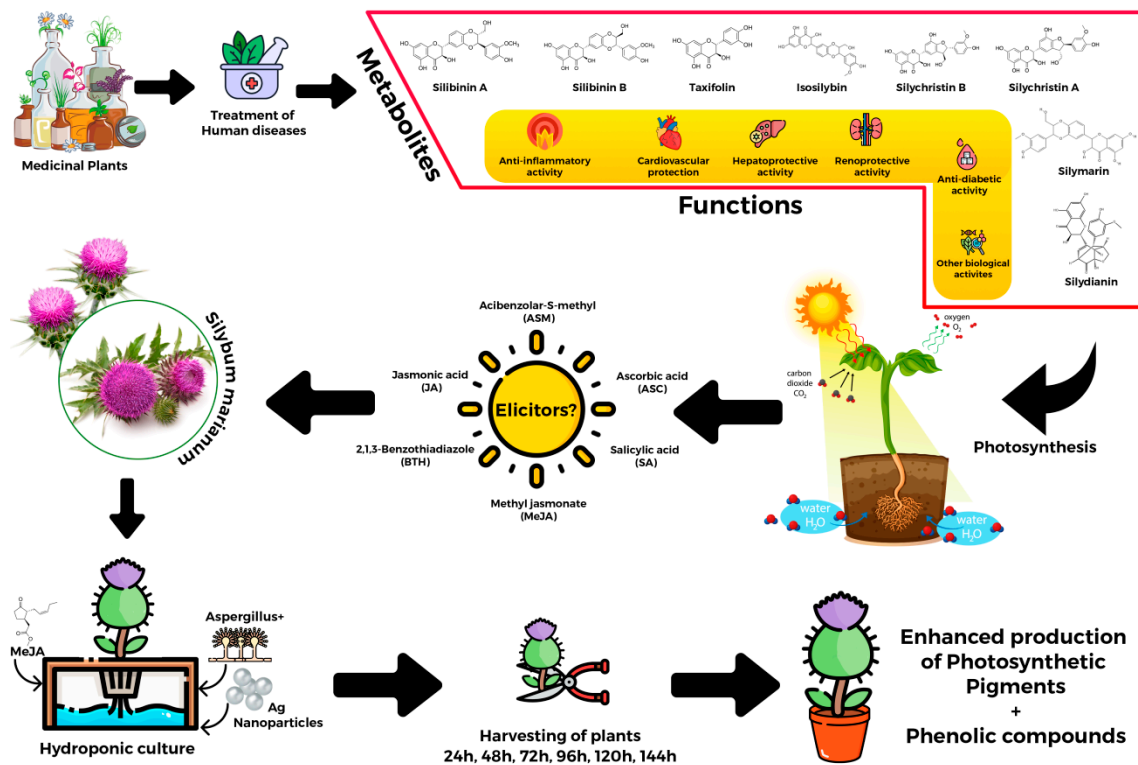 Medicinal Plants
Treatment of
Human diseases
Metabolites
Silibinin A
Silibinin B
Taxifolin
Isosilybin
Silychristin B
Silychristin A
Anti-inflammatory
activity
Cardiovascular
protection
Hepatoprotective
activity
Renoprotective
activity
Anti-diabetic
activity
Silymarin
Functions
Other biological
activites
Silydianin
Silybum marianum
Acibenzolar-S-methyl
(ASM)
Jasmonic acid
(JA)
Ascorbic acid
(ASC)
Elicitors?
2,1,3-Benzothiadiazole
(BTH)
Salicylic acid
(SA)
Methyl jasmonate
(MeJA)
oxygen
O₂
carbon
dioxide
CO₂
Photosynthesis
water
H₂O
water
H₂O
MeJA
Aspergillus+
Ag
Nanoparticles
Hydroponic culture
Harvesting of plants
24h, 48h, 72h, 96h, 120h, 144h
Enhanced production
of Photosynthetic
Pigments
+
Phenolic compounds